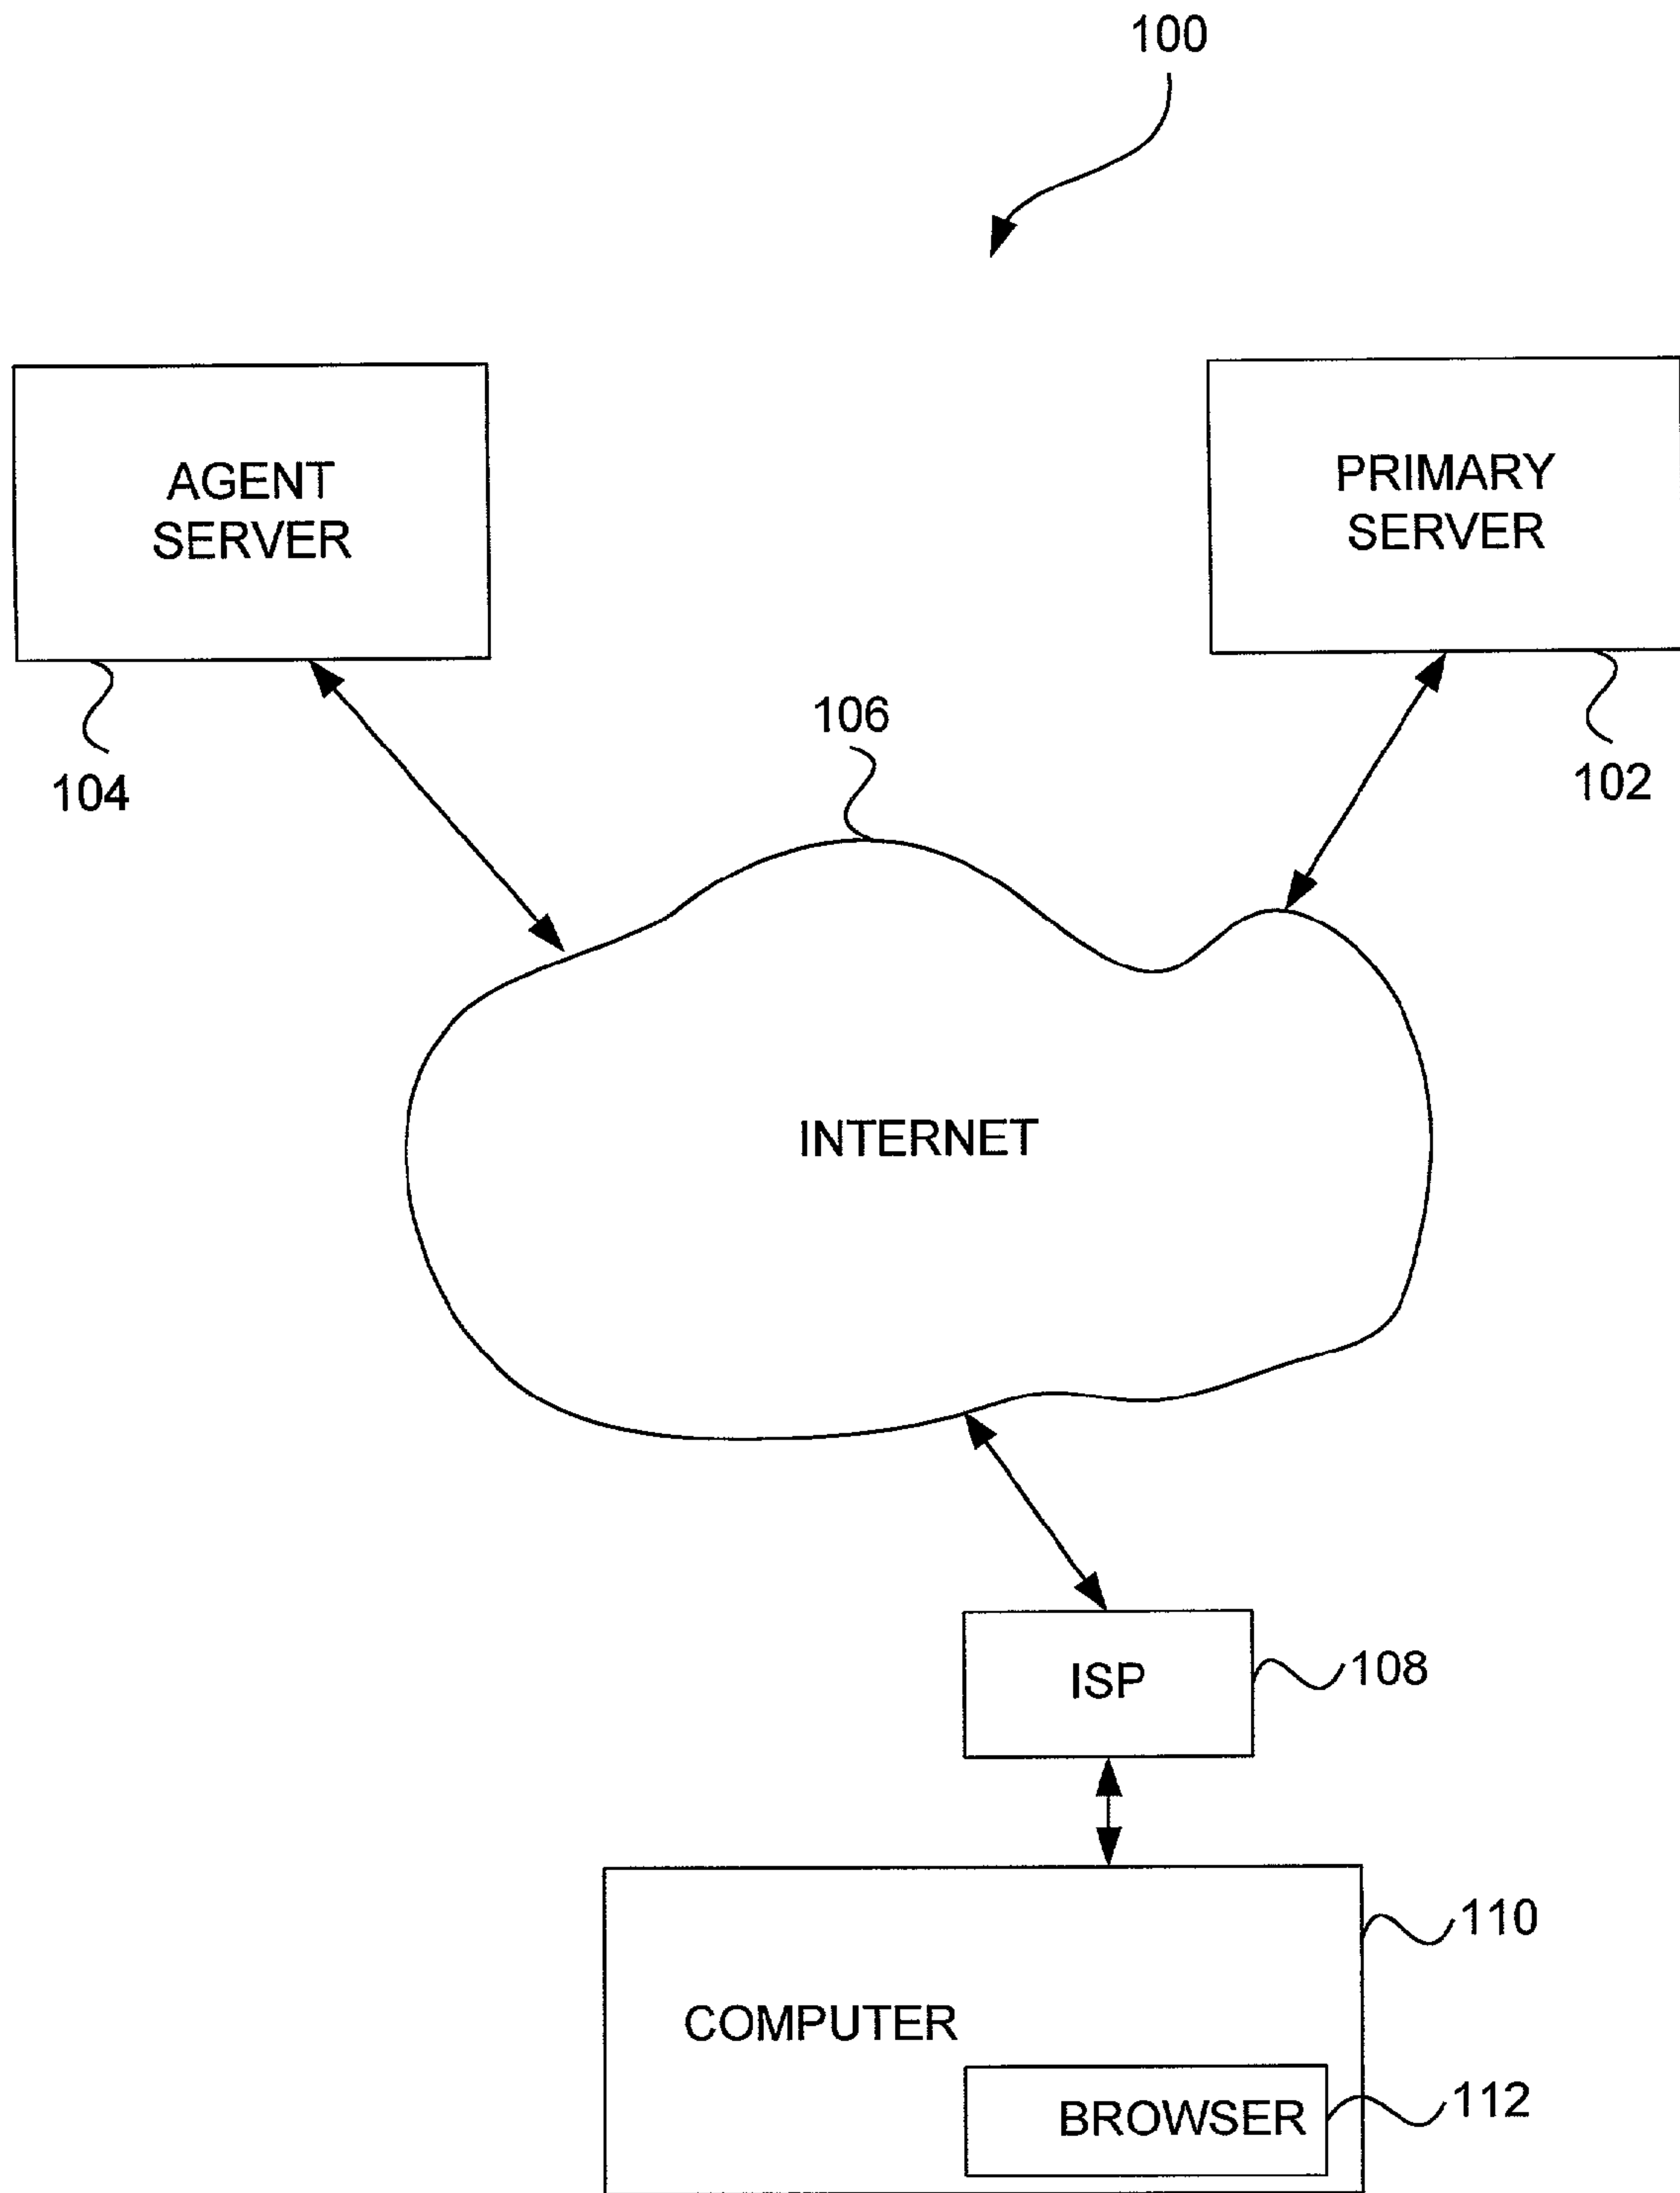 100
AGENT
SERVER
PRIMARY
SERVER
104
106
102
INTERNET
ISP
108
110
COMPUTER
BROWSER
112